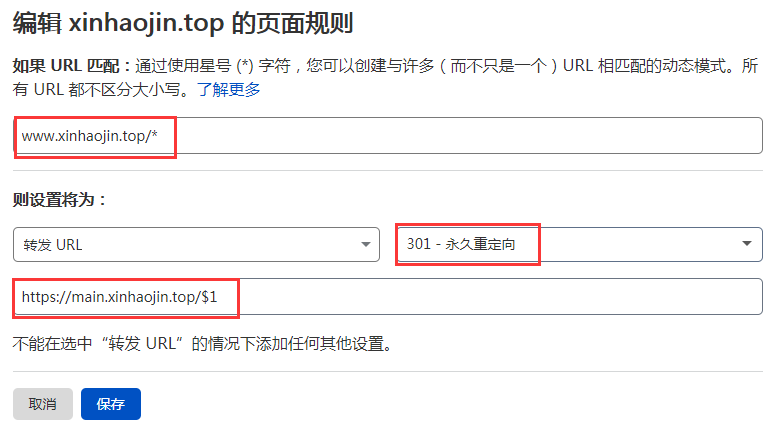 编辑 xinhaojin.top 的页面规则
如果 URL 匹配：通过使用星号 (*) 字符，您可以创建与许多（而不只是一个）URL 相匹配的动态模式。所
有 URL 都不区分大小写。了解更多
www.xinhaojin.top/*
则设置将为：
转发 URL
301 - 永久重定向
https://main.xinhaojin.top/$1
不能在选中“转发 URL”的情况下添加任何其他设置。
取消
保存